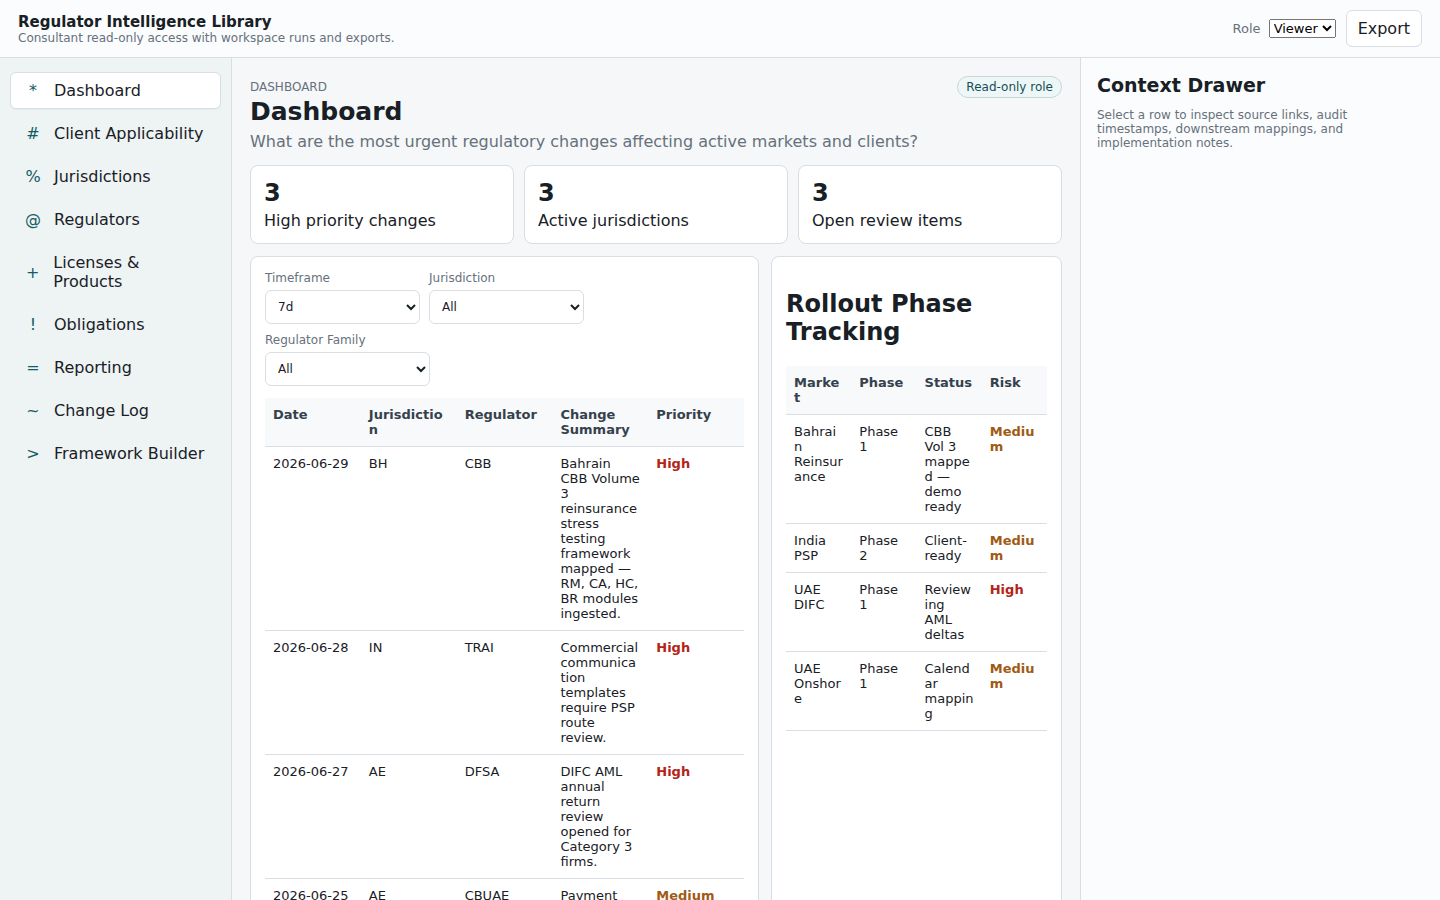 Regulator Intelligence Library
Consultant read-only access with workspace runs and exports.
Role
Viewer
Export
* Dashboard
# Client Applicability
% Jurisdictions
@ Regulators
+ Licenses &
Products
! Obligations
= Reporting
~ Change Log
> Framework Builder
DASHBOARD
Read-only role
Dashboard
What are the most urgent regulatory changes affecting active markets and clients?
3
High priority changes
3
Active jurisdictions
3
Open review items
Timeframe
7d
Jurisdiction
All
Regulator Family
All
Date
Jurisdictio
n
Regulator
Change
Summary
Priority
2026-06-29
BH
CBB
Bahrain
CBB Volume
3
reinsurance
stress
testing
framework
mapped —
RM, CA, HC,
BR modules
ingested.
High
2026-06-28
IN
TRAI
Commercial
communica
tion
templates
require PSP
route
review.
High
2026-06-27
AE
DFSA
DIFC AML
annual
return
review
opened for
Category 3
firms.
High
2026-06-25
AE
CBUAE
Payment
Medium
Rollout Phase
Tracking
Marke
t
Phase
Status
Risk
Bahrai
n
Reinsur
ance
Phase
1
CBB
Vol 3
mappe
d —
demo
ready
Mediu
m
India
PSP
Phase
2
Client-
ready
Mediu
m
UAE
DIFC
Phase
1
Review
ing
AML
deltas
High
UAE
Onshor
e
Phase
1
Calend
ar
mappin
g
Mediu
m
Context Drawer
Select a row to inspect source links, audit
timestamps, downstream mappings, and
implementation notes.